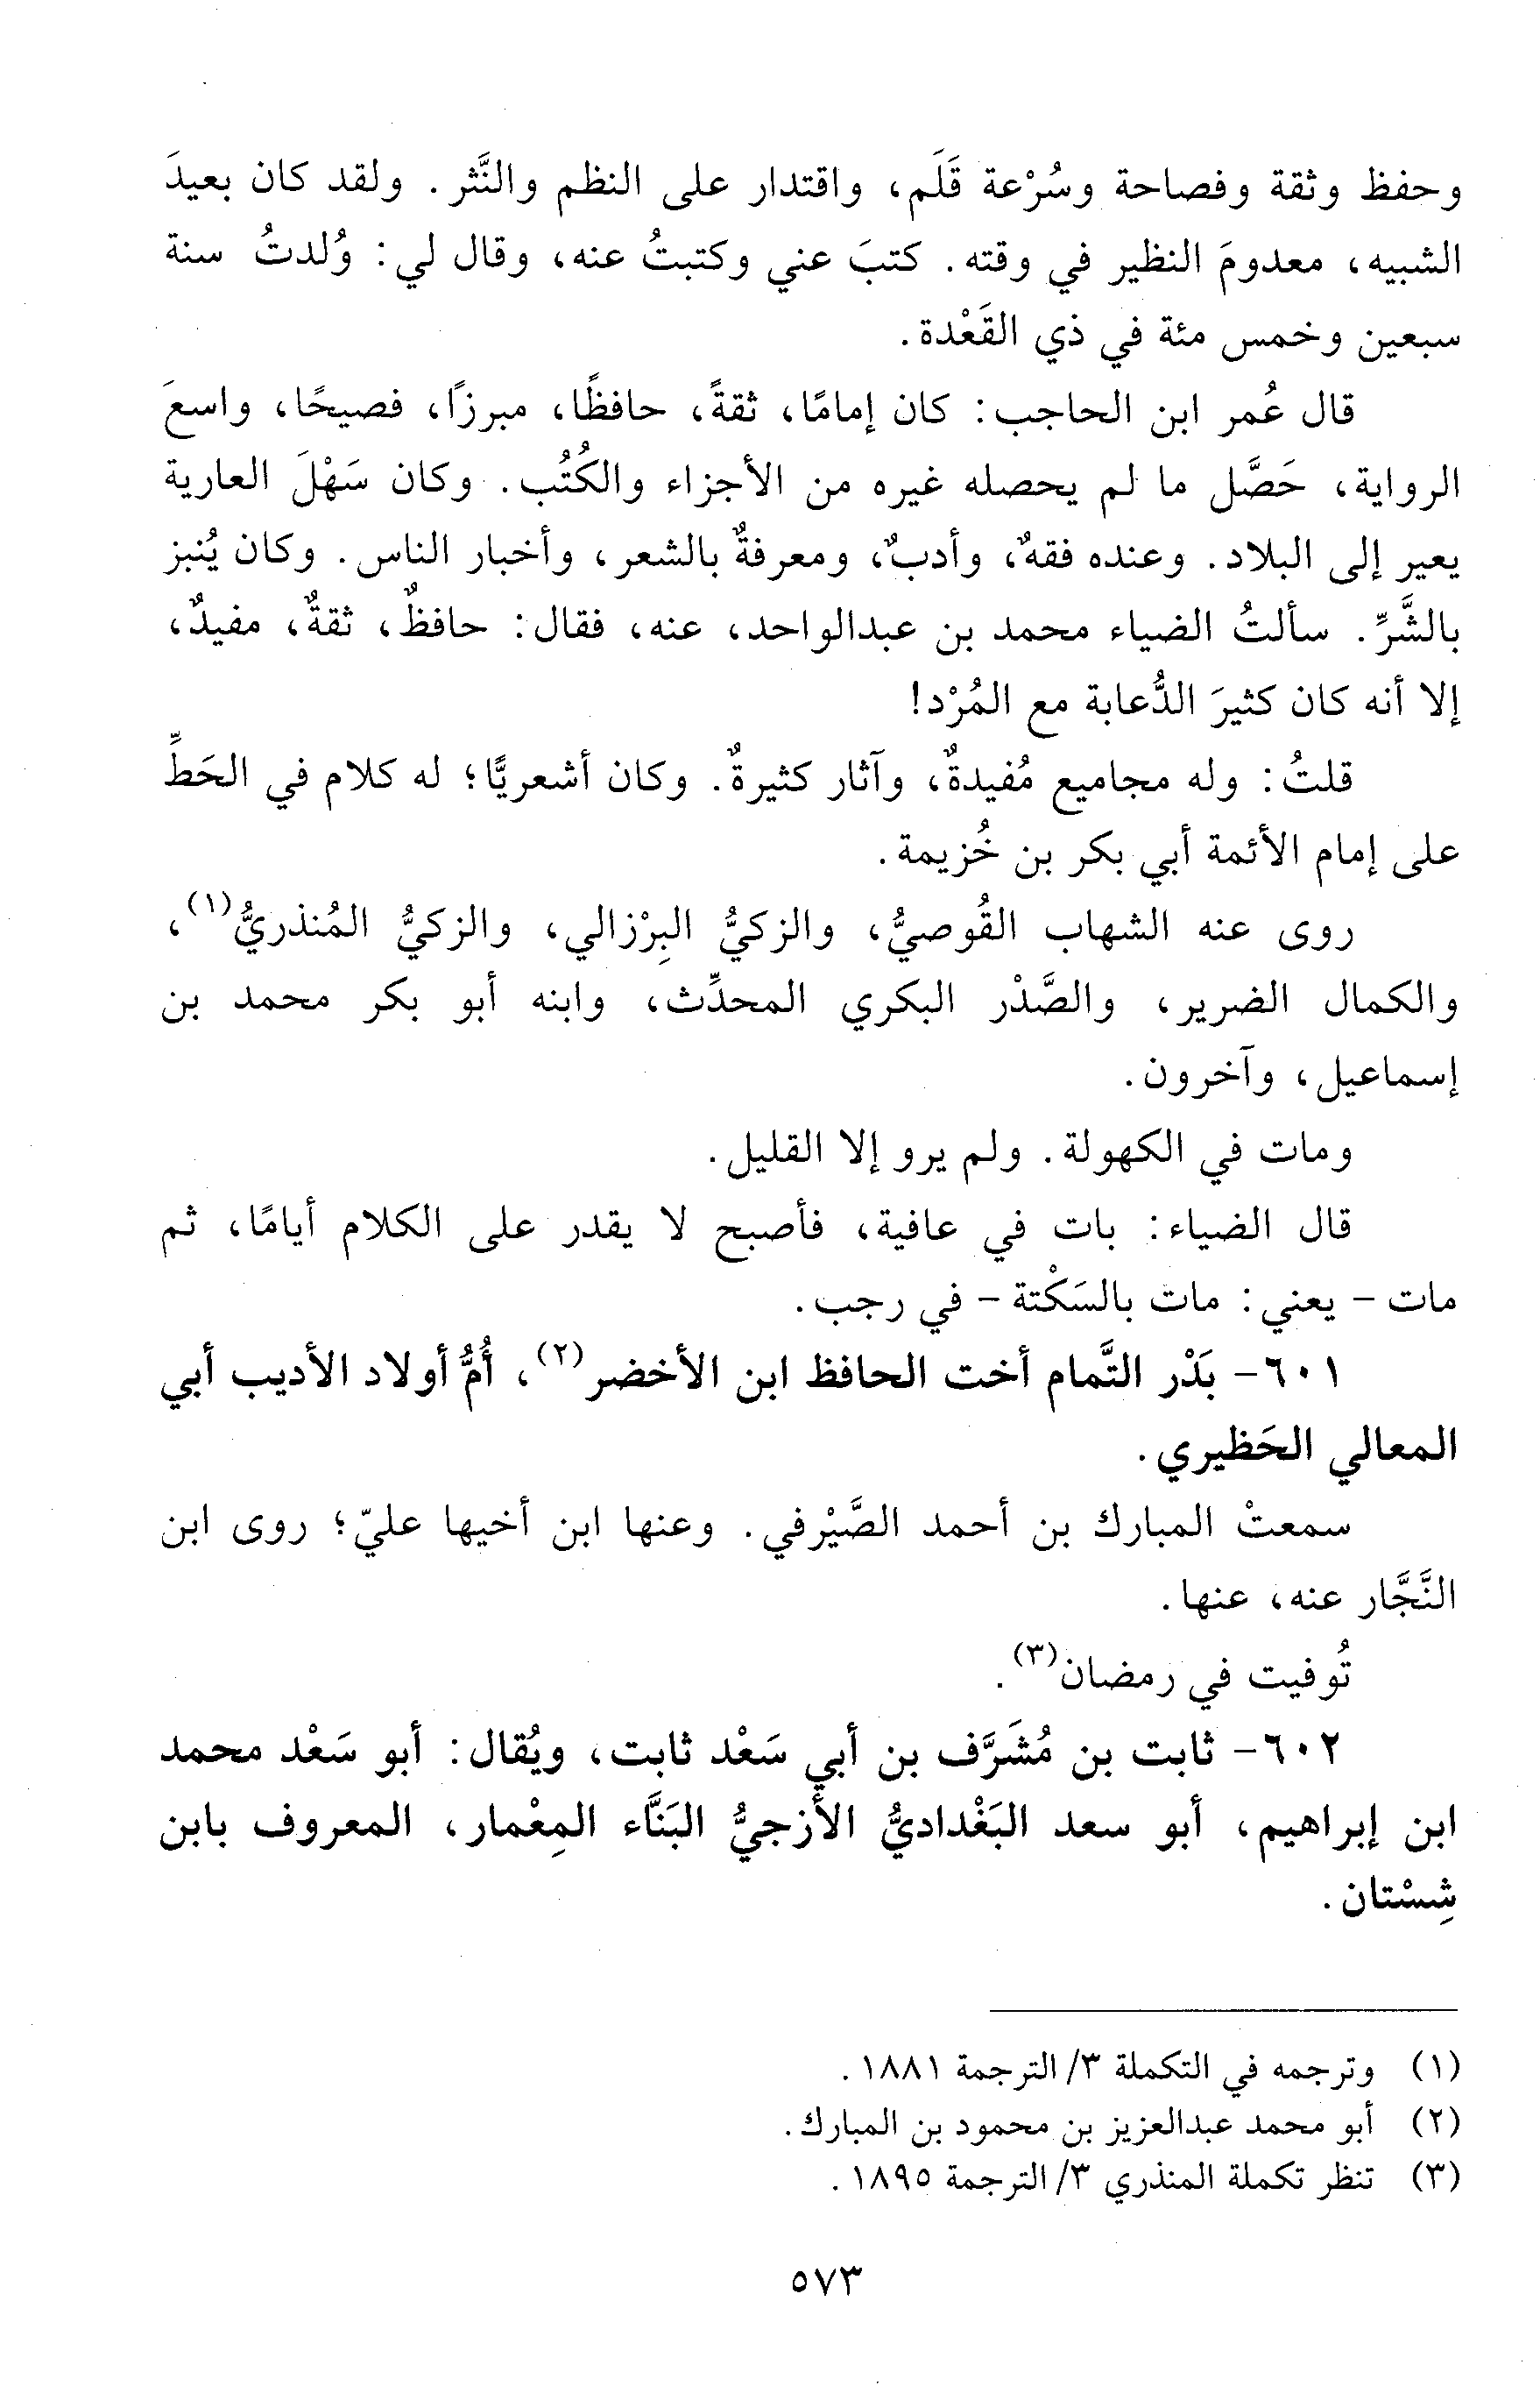 وحفظ وثقة وفصاحة وسُرْعة قَلَم، واقتدار على النظم والنَّثر. ولقد كان بعيدَ
الشبيه، معدومَ النظير في وقته. كتبَ عني وكتبتُ عنه، وقال لي: وُلدتُ سنة
سبعين وخمس مئة في ذي القَعْدة.
قال عُمر ابن الحاجب: كان إمامًا، ثقةً، حافظًا، مبرزًا، فصيحًا، واسعَ
الرواية، حَصَّل ما لم يحصله غيره من الأجزاء والكُتُب. وكان سَهْلَ العارية
يعير إلى البلاد. وعنده فقهٌ، وأدبٌ، ومعرفةٌ بالشعر، وأخبار الناس. وكان يُنبز
بالشَّرِّ. سألتُ الضياء محمد بن عبدالواحد، عنه، فقال: حافظٌ، ثقةٌ، مفيدٌ،
إلا أنه كان كثيرَ الدُّعابة مع المُرْد!
قلتُ: وله مجاميع مُفيدةٌ، وآثار كثيرةٌ. وكان أشعريًّا؛ له كلام في الحَطِّ
على إمام الأئمة أبي بكر بن خُزيمة.
روى عنه الشهاب القُوصيُّ، والزكيُّ البِرْزالي، والزكيُّ المُنذريُّ(١)،
والكمال الضرير، والصَّدْر البكري المحدِّث، وابنه أبو بكر محمد بن
إسماعيل، وآخرون.
ومات في الكهولة. ولم يرو إلا القليل.
قال الضياء: بات في عافية، فأصبح لا يقدر على الكلام أيامًا، ثم
مات - يعني: مات بالسَكْتة - في رجب.
٦٠١- بَدْر التَّمام أخت الحافظ ابن الأخضر(٢)، أُمُّ أولاد الأديب أبي
المعالي الحَظيري.
سمعتْ المبارك بن أحمد الصَّيْرفي. وعنها ابن أخيها عليّ؛ روى ابن
النَّجَّار عنه، عنها.
تُوفيت في رمضان(٣).
٦٠٢- ثابت بن مُشَرَّف بن أبي سَعْد ثابت، ويُقال: أبو سَعْد محمد
ابن إبراهيم، أبو سعد البَغْداديُّ الأزجيُّ البَنَّاء المِعْمار، المعروف بابن
شِسْتان.
(١) وترجمه في التكملة ٣/ الترجمة ١٨٨١.
(٢) أبو محمد عبدالعزيز بن محمود بن المبارك.
(٣) تنظر تكملة المنذري ٣/ الترجمة ١٨٩٥.
٥٧٣